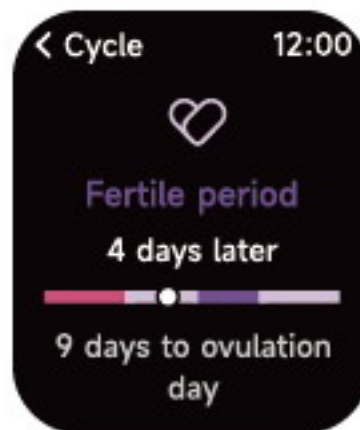 < Cycle 12:00
Fertile period
4 days later
9 days to ovulation
day